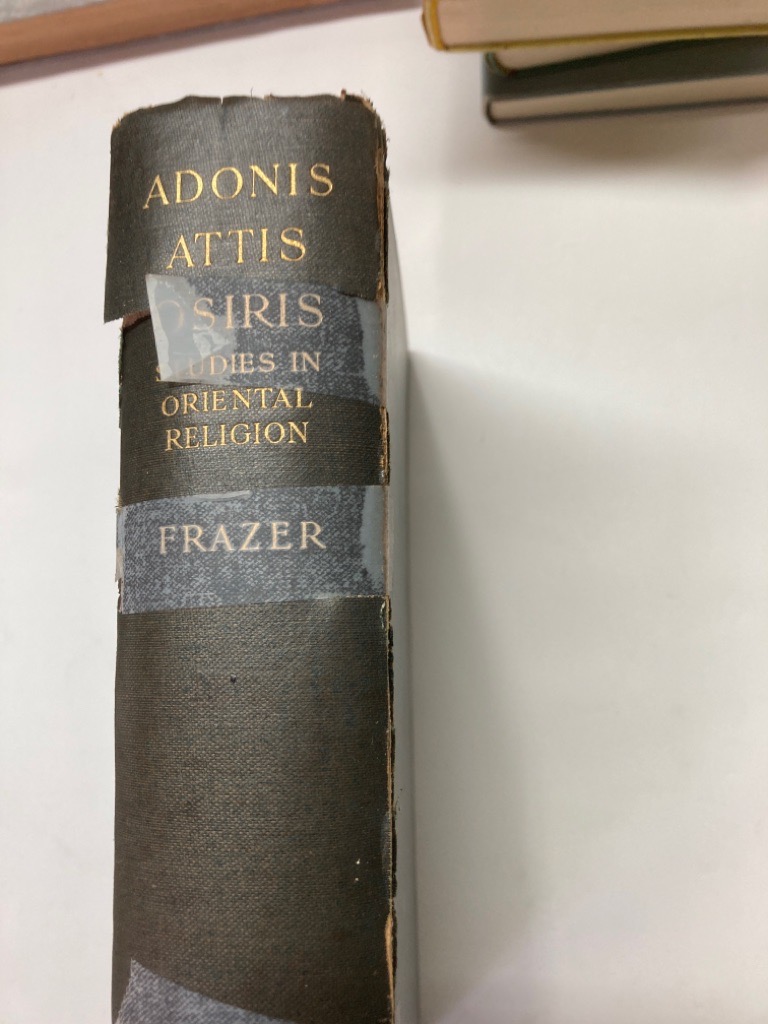 ADONIS
ATTIS
OSIRIS
STUDIES IN
ORIENTAL
RELIGION
FRAZER